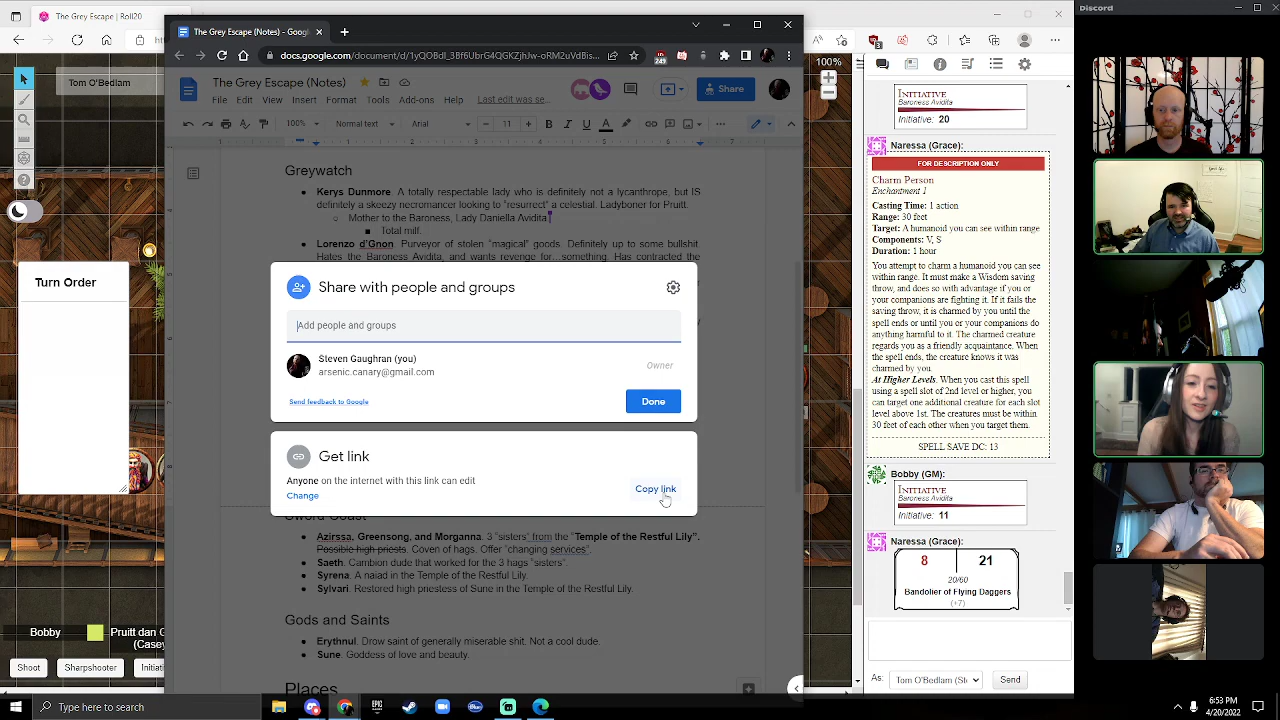 Discord
The Grey Escape | Roll20
The Grey Escape (Notes) - Googl
docs.google.com/document/d/1yQOBdI_3Bf6UbrG4QCJZhjbJw-oRM2uVdBis...
249
100%
Tom O'Bedlam
The Grey Escape (Notes)
File Edit View Insert Format Tools Add-ons Help Last edit was se...
Share
100% Normal text Arial 11
Greywatch
Kerys Dunmore. A totally respectable lady who is definitely not a lycanthrope, but IS
definitely a skeezy necromancer looking to "resurrect" a celestial. Ladyboner for Pruitt.
Mother to the Baroness, Lady Daniella Avidita
Total milf.
Lorenzo d'Gnon. Purveyor of stolen "magical" goods. Definitely up to some bullshit.
Hates the Baroness Avidita, and wants revenge for...something. Has contracted the
Turn Order
Share with people and groups
Add people and groups
Steven Gaughran (you)
arsenic.canary@gmail.com
Owner
Send feedback to Google
Done
Get link
Anyone on the internet with this link can edit
Change
Copy link
Sword Coast
Azirssa, Greensong, and Morganna. 3 "sisters" from the "Temple of the Restful Lily".
Possible high priests. Coven of hags. Offer "changing services".
Saeth. Cambion dude that worked for the 3 hags "sisters".
Syrena. A naiad in the Temple of the Restful Lily.
Sylvari. Restored high priestess of Sune in the Temple of the Restful Lily.
Gods and Saints
Erythnul. Drow saint of generally miserable shit. Not a cool dude.
Sune. Goddess of love and beauty.
Places
Bobby
Pruitt dan G
(Casey
Shoot
Sharpshooter
Initia
INITIATIVE
Baroness Avidita
Initiative: 20
Naressa (Grace):
FOR DESCRIPTION ONLY
Charm Person
Enchantment 1
Casting Time: 1 action
Range: 30 feet
Target: A humanoid you can see within range
Components: V, S
Duration: 1 hour
You attempt to charm a humanoid you can
see within range. It must make a Wisdom saving
throw, and does so with advantage if you or
your companions are fighting it. If it fails the
saving throw, it is charmed by you until the
spell ends or until you or your companions do
anything harmful to it. The charmed creature
regards you as a friendly acquaintance. When
the spell ends, the creature knows it was
charmed by you.
At Higher Levels. When you cast this spell
using a spell slot of 2nd level or higher, you
can target one additional creature for each slot
level above 1st. The creatures must be within
30 feet of each other when you target them.
SPELL SAVE DC: 13
Bobby (GM):
INITIATIVE
Baroness Avidita
Initiative: 11
Naressa (Grace):
8 21
20/60
Bandolier of Flying Daggers
(+7)
As: Tom O'Bedlam (St
Send
Type here to search
6:53 PM
4/20/2022